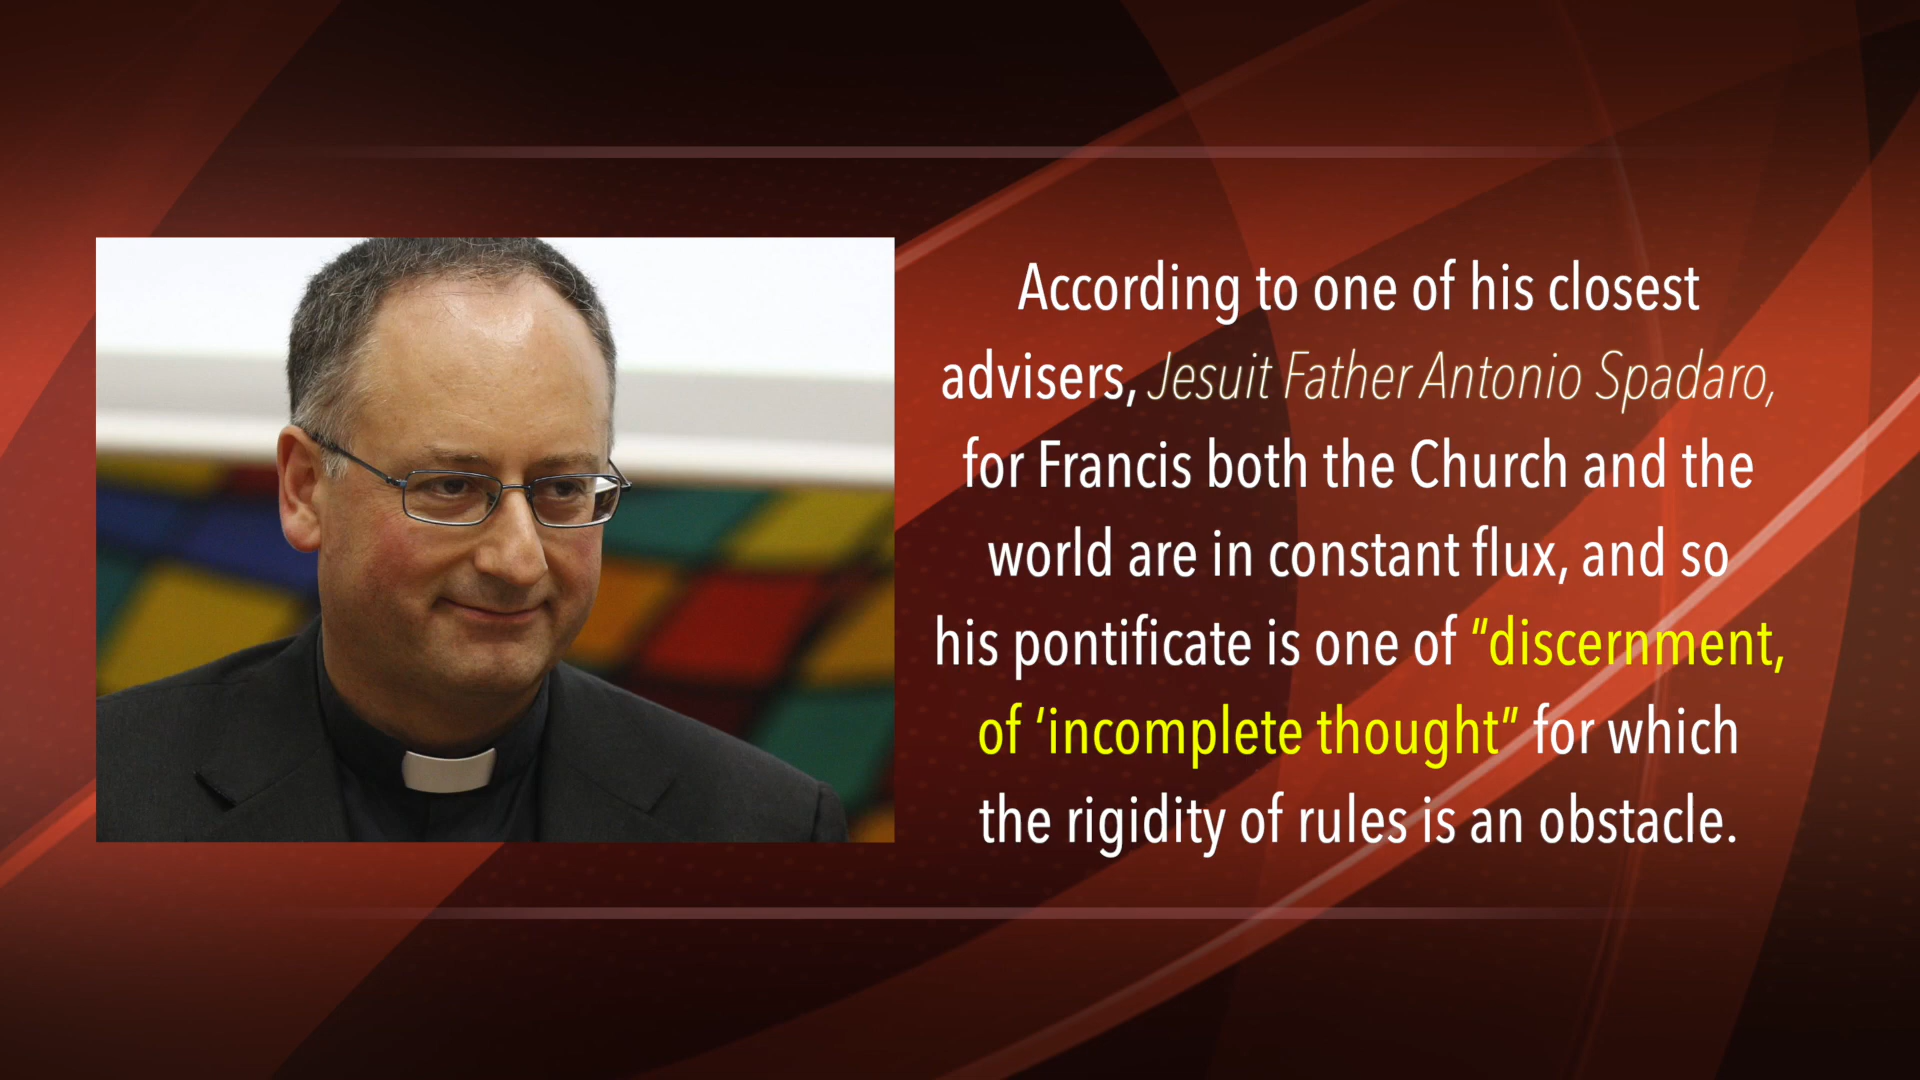 According to one of his closest
advisers, Jesuit Father Antonio Spadaro,
for Francis both the Church and the
world are in constant flux, and so
his pontificate is one of “discernment,
of ‘incomplete thought” for which
the rigidity of rules is an obstacle.